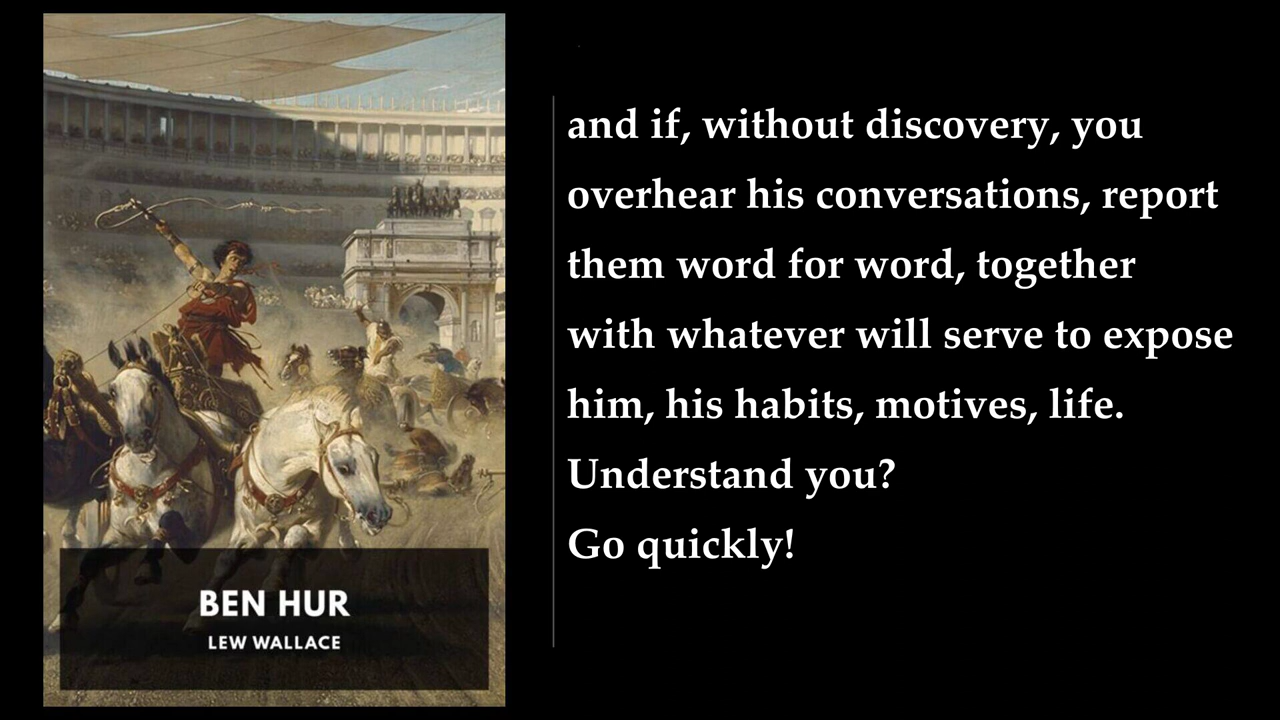 BEN HUR
LEW WALLACE
and if, without discovery, you
overhear his conversations, report
them word for word, together
with whatever will serve to expose
him, his habits, motives, life.
Understand you?
Go quickly!